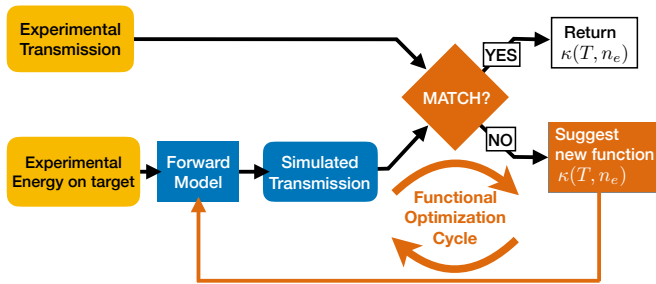 Experimental
Transmission
MATCH?
YES
Return
κ(T, nₑ)
NO
Experimental
Energy on target
Forward
Model
Simulated
Transmission
Functional
Optimization
Cycle
Suggest
new function
κ(T, nₑ)